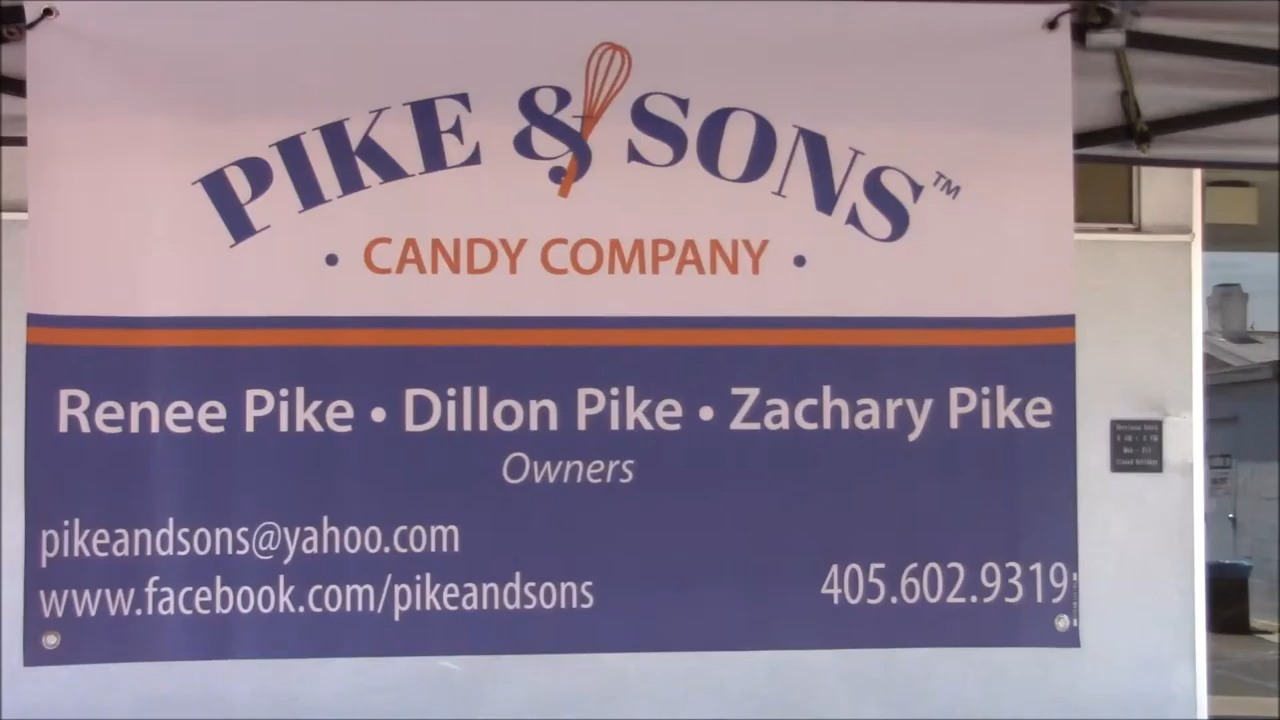 PIKE & SONS™
• CANDY COMPANY •
Renee Pike • Dillon Pike • Zachary Pike
Owners
pikeandsons@yahoo.com
www.facebook.com/pikeandsons
405.602.9319